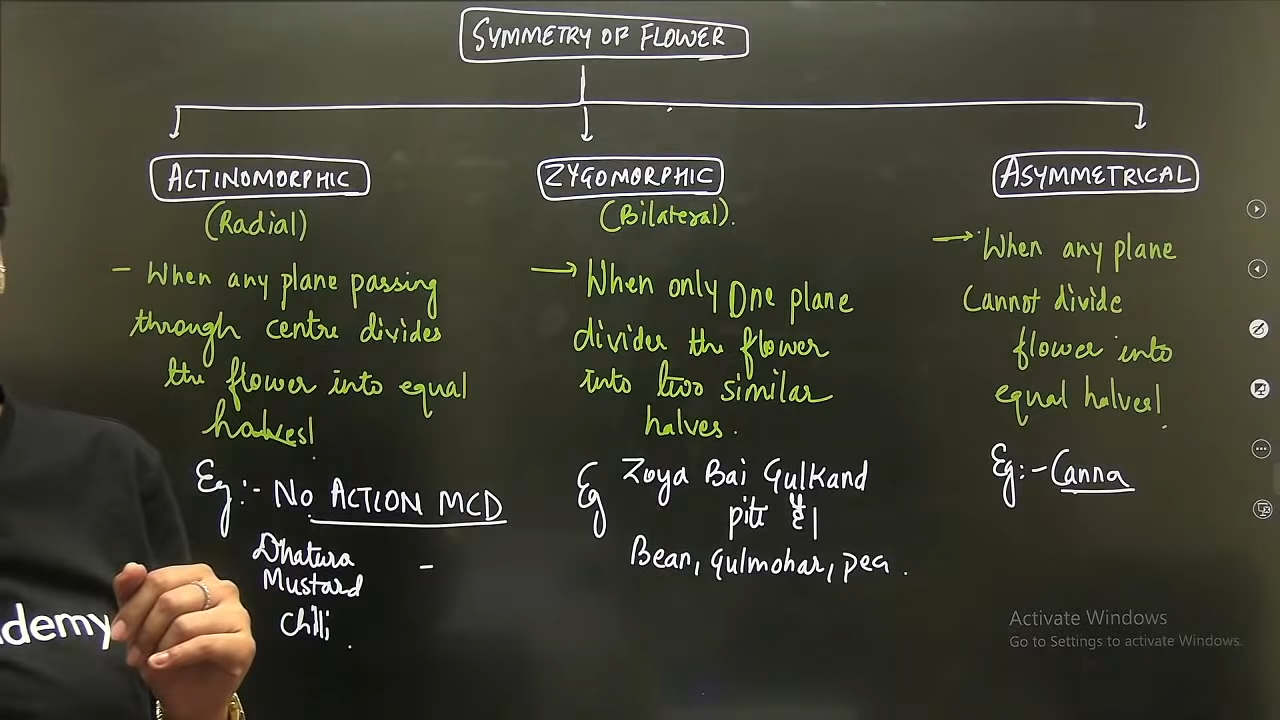 SYMMETRY OF FLOWER
ACTINOMORPHIC
(Radial)
- When any plane passing
through centre divides
the flower into equal
halves!
Eg:- No ACTION MCD
Dhatura
Mustard
Chilli
ZYGOMORPHIC
(Bilateral).
→ When only One plane
divides the flower
into two similar
halves.
Eg Zoya Bai Gulkand
Bean, Gulmohar, pea.
ASYMMETRICAL
→ When any plane
Cannot divide
flower into
equal halves!
Eg:- Canna
demy
Activate Windows
Go to Settings to activate Windows.